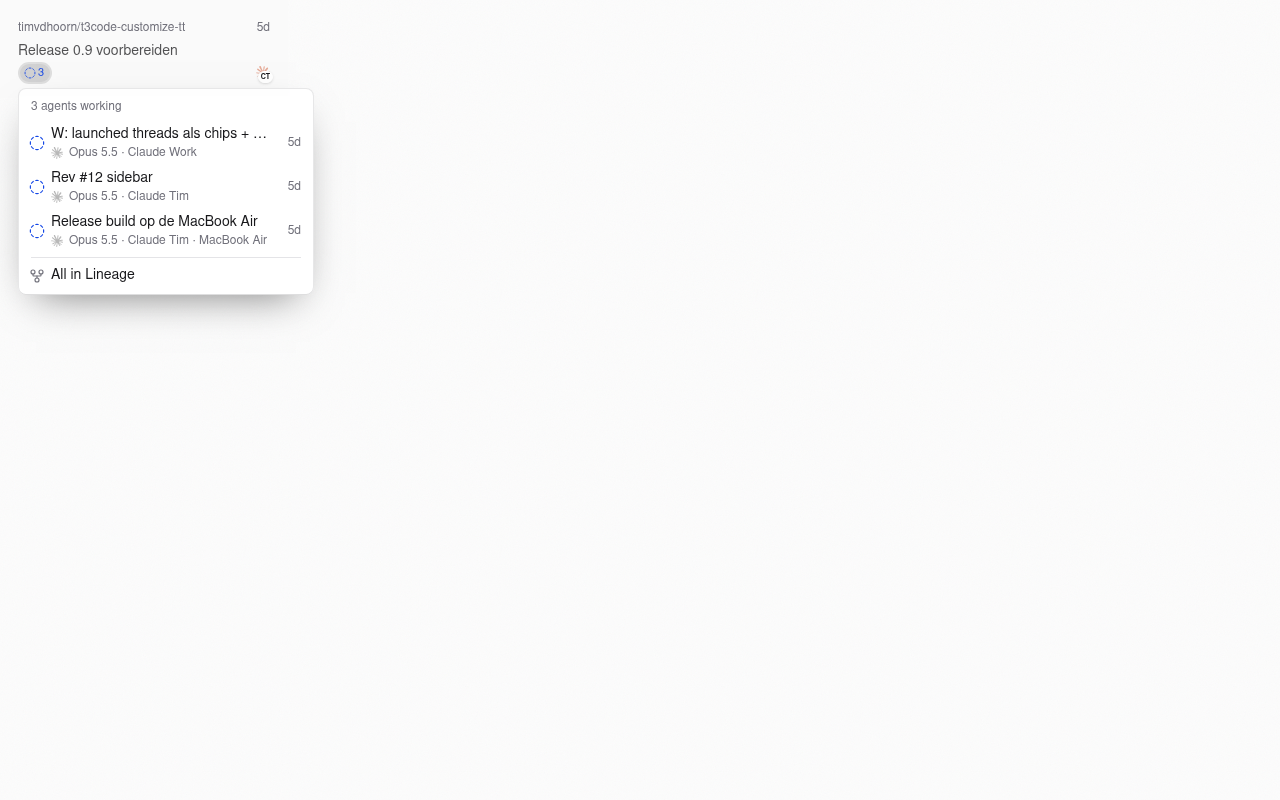 timvdhoorn/t3code-customize-tt 5d
Release 0.9 voorbereiden
3 CT
3 agents working
W: launched threads als chips + …
5d
Opus 5.5 · Claude Work
Rev #12 sidebar
5d
Opus 5.5 · Claude Tim
Release build op de MacBook Air
5d
Opus 5.5 · Claude Tim · MacBook Air
All in Lineage